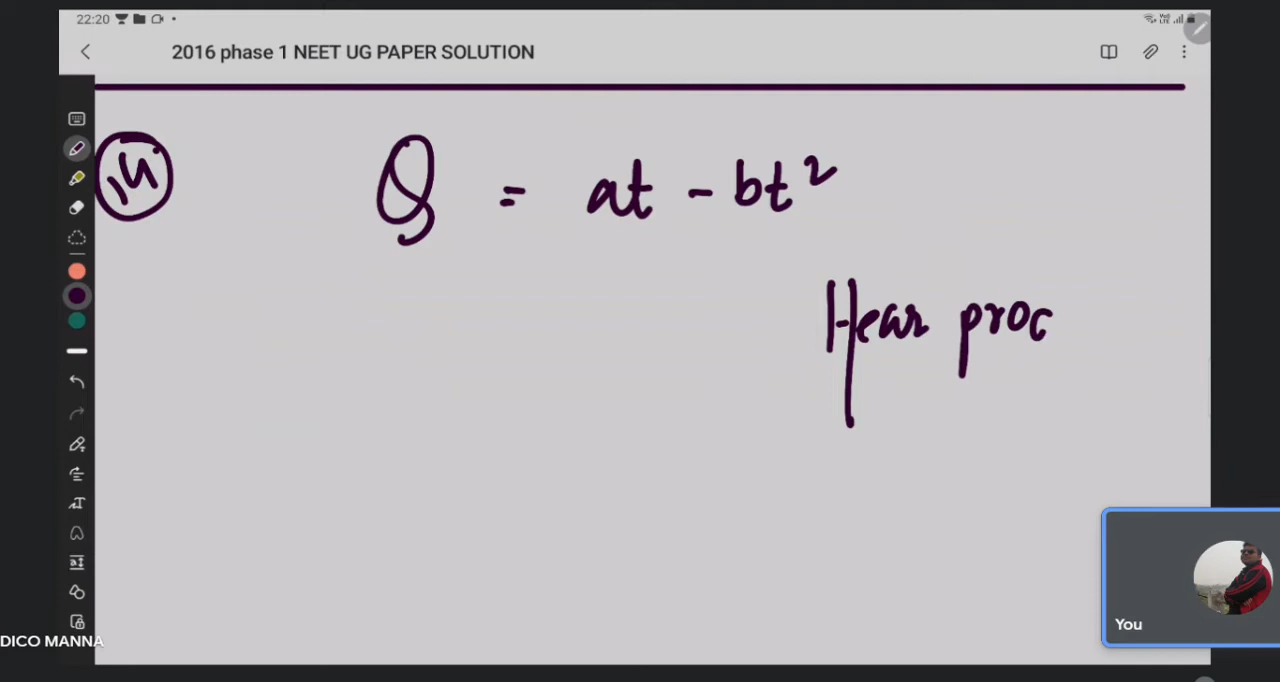 22:20
2016 phase 1 NEET UG PAPER SOLUTION
14 Q = at - bt²
Hear proc
You
DICO MANNA